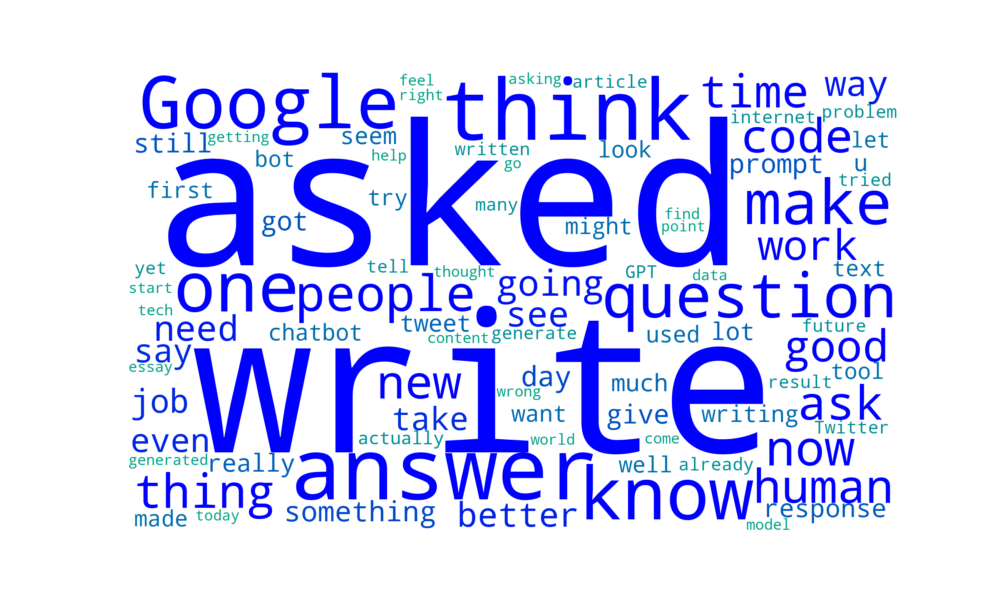 feel asking article
Google right think time way
internet problem
still getting seem code let
bot help written go look prompt u
asked
first try many tried
got might find make
point work
yet tell thought going GPT data text
start one people question
tech tweet see future
need chatbot content generate used lot good
say write tool
essay new day much result
job wrong ask
take want give writing Twitter
even actually world come now
generated really answer well already
thing know human
made today something better response
model